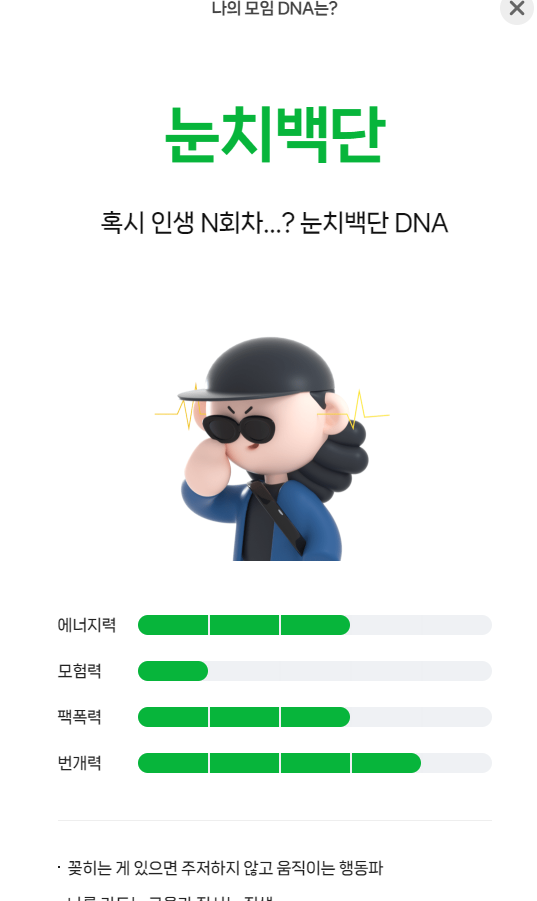 나의 모임 DNA는?
눈치백단
혹시 인생 N회차...? 눈치백단 DNA
에너지력
모험력
팩폭력
번개력
· 꽂히는 게 있으면 주저하지 않고 움직이는 행동파